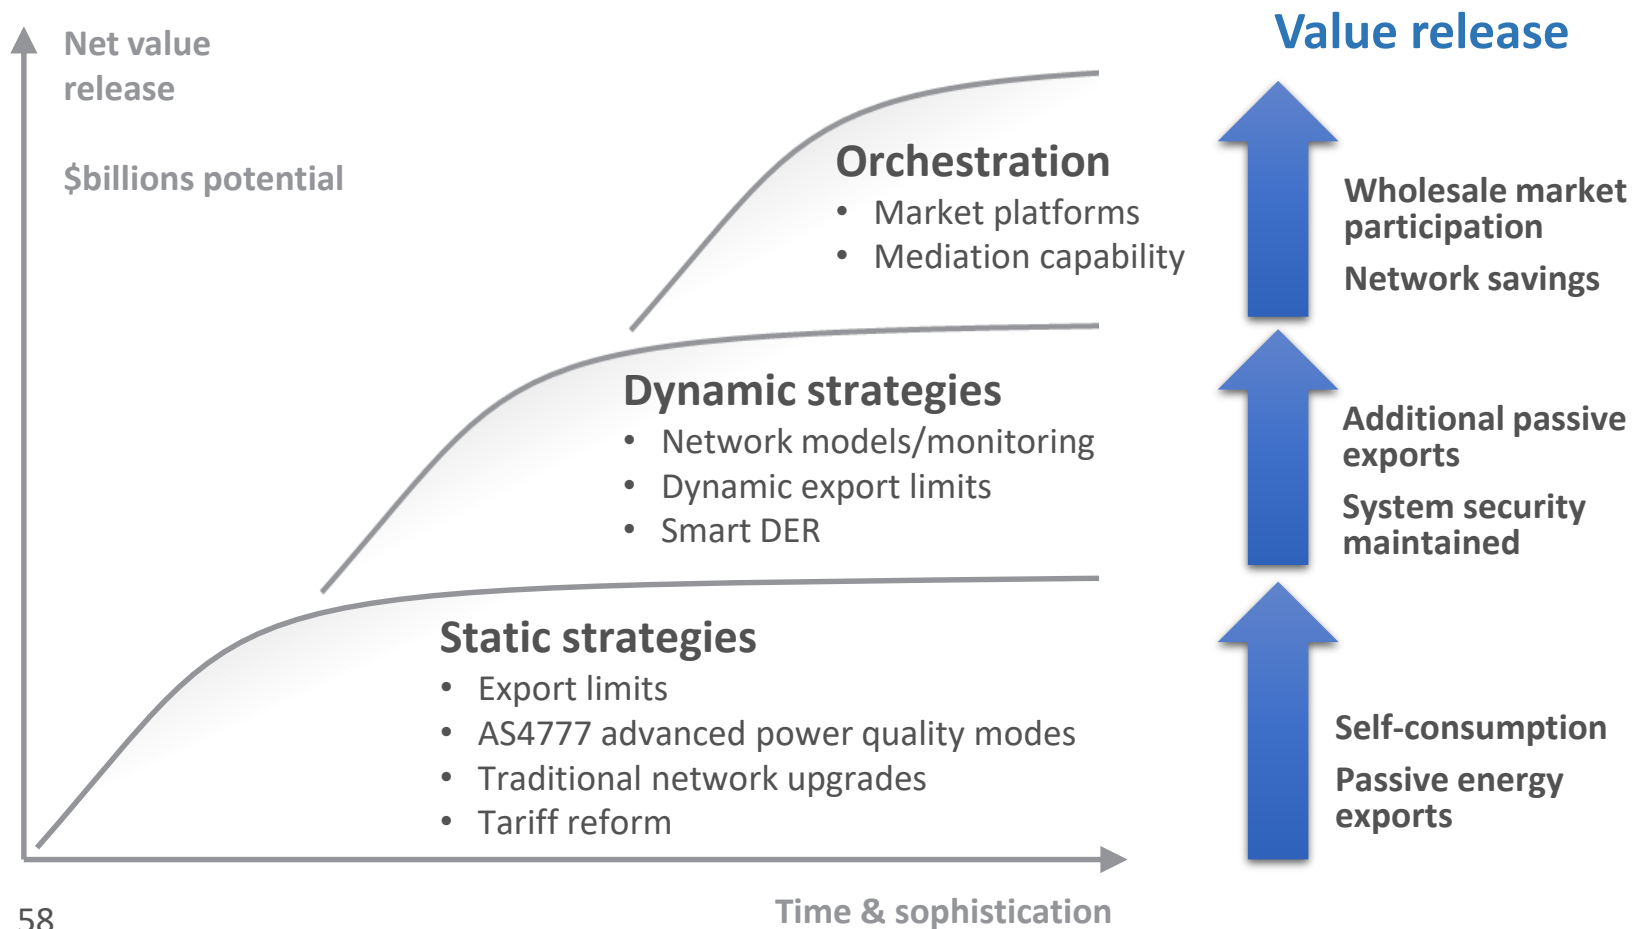 Net value
release
$billions potential
Orchestration
• Market platforms
• Mediation capability
Dynamic strategies
• Network models/monitoring
• Dynamic export limits
• Smart DER
Static strategies
• Export limits
• AS4777 advanced power quality modes
• Traditional network upgrades
• Tariff reform
Time & sophistication
Value release
Wholesale market
participation
Network savings
Additional passive
exports
System security
maintained
Self-consumption
Passive energy
exports
58